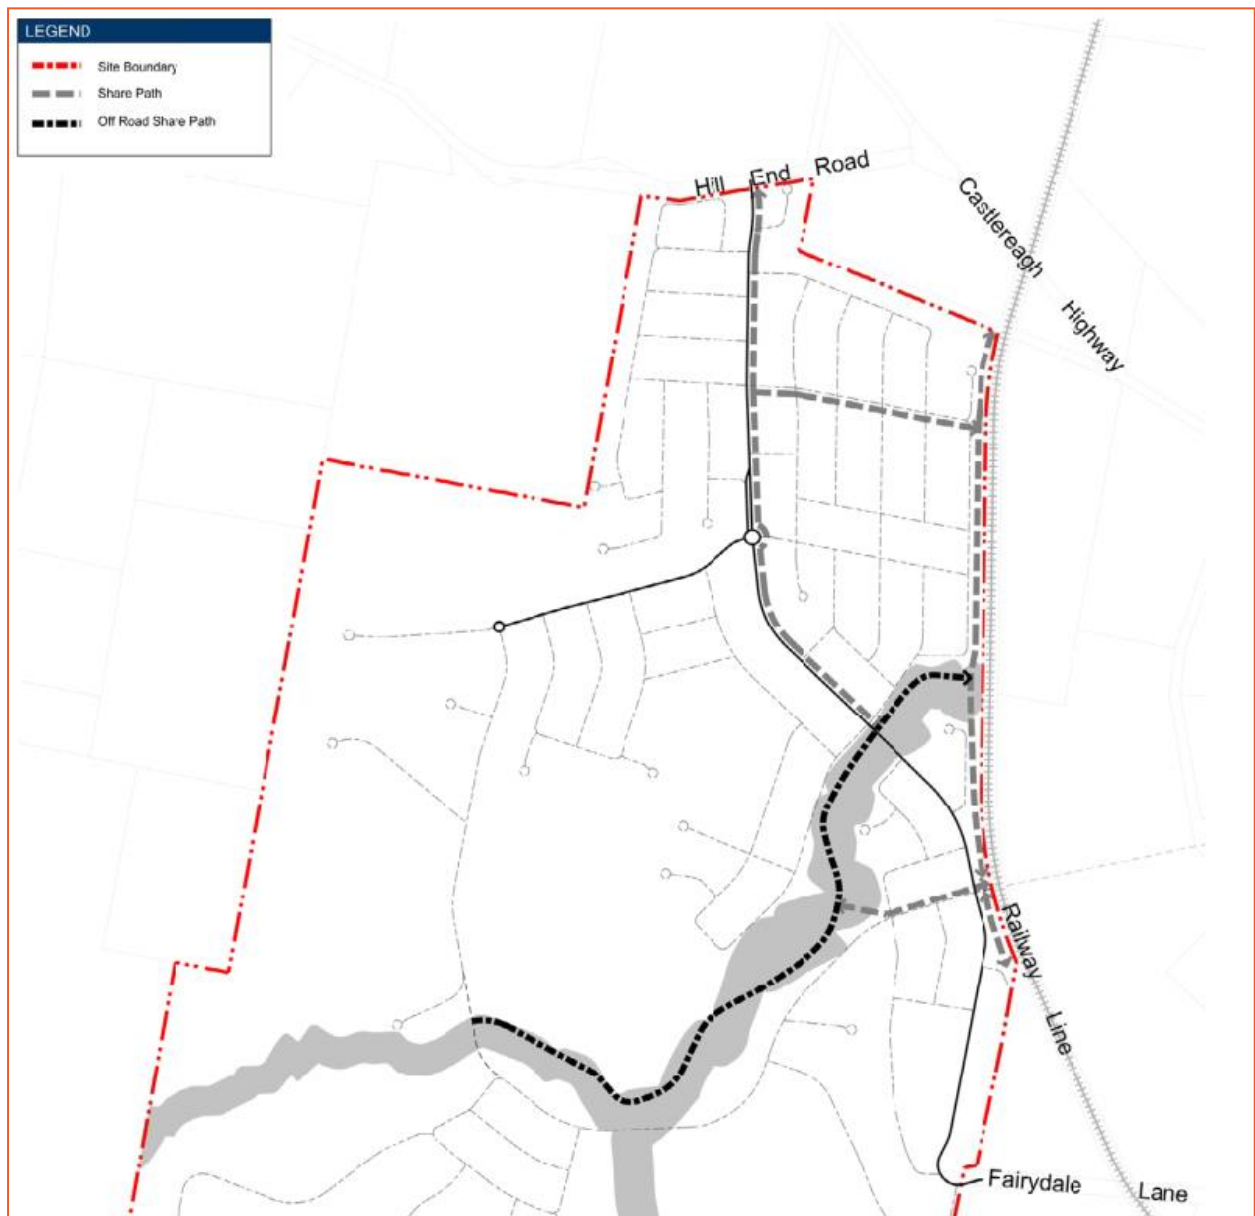 LEGEND
Site Boundary
Share Path
Off Road Share Path
Hill End Road
Castlereagh
Highway
Railway
Line
Fairydale
Lane